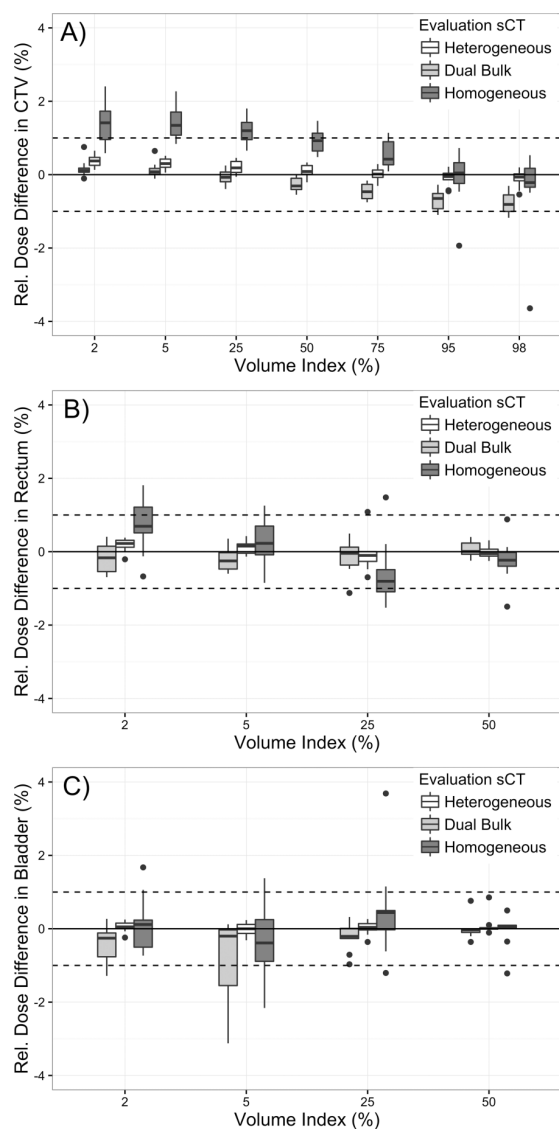 A)
Evaluation sCT
Heterogeneous
Dual Bulk
Homogeneous
Rel. Dose Difference in CTV (%)
4
2
0
-2
-4
2 5 25 50 75 95 98
Volume Index (%)
B)
Evaluation sCT
Heterogeneous
Dual Bulk
Homogeneous
Rel. Dose Difference in Rectum (%)
4
2
0
-2
-4
2 5 25 50
Volume Index (%)
C)
Evaluation sCT
Heterogeneous
Dual Bulk
Homogeneous
Rel. Dose Difference in Bladder (%)
4
2
0
-2
-4
2 5 25 50
Volume Index (%)